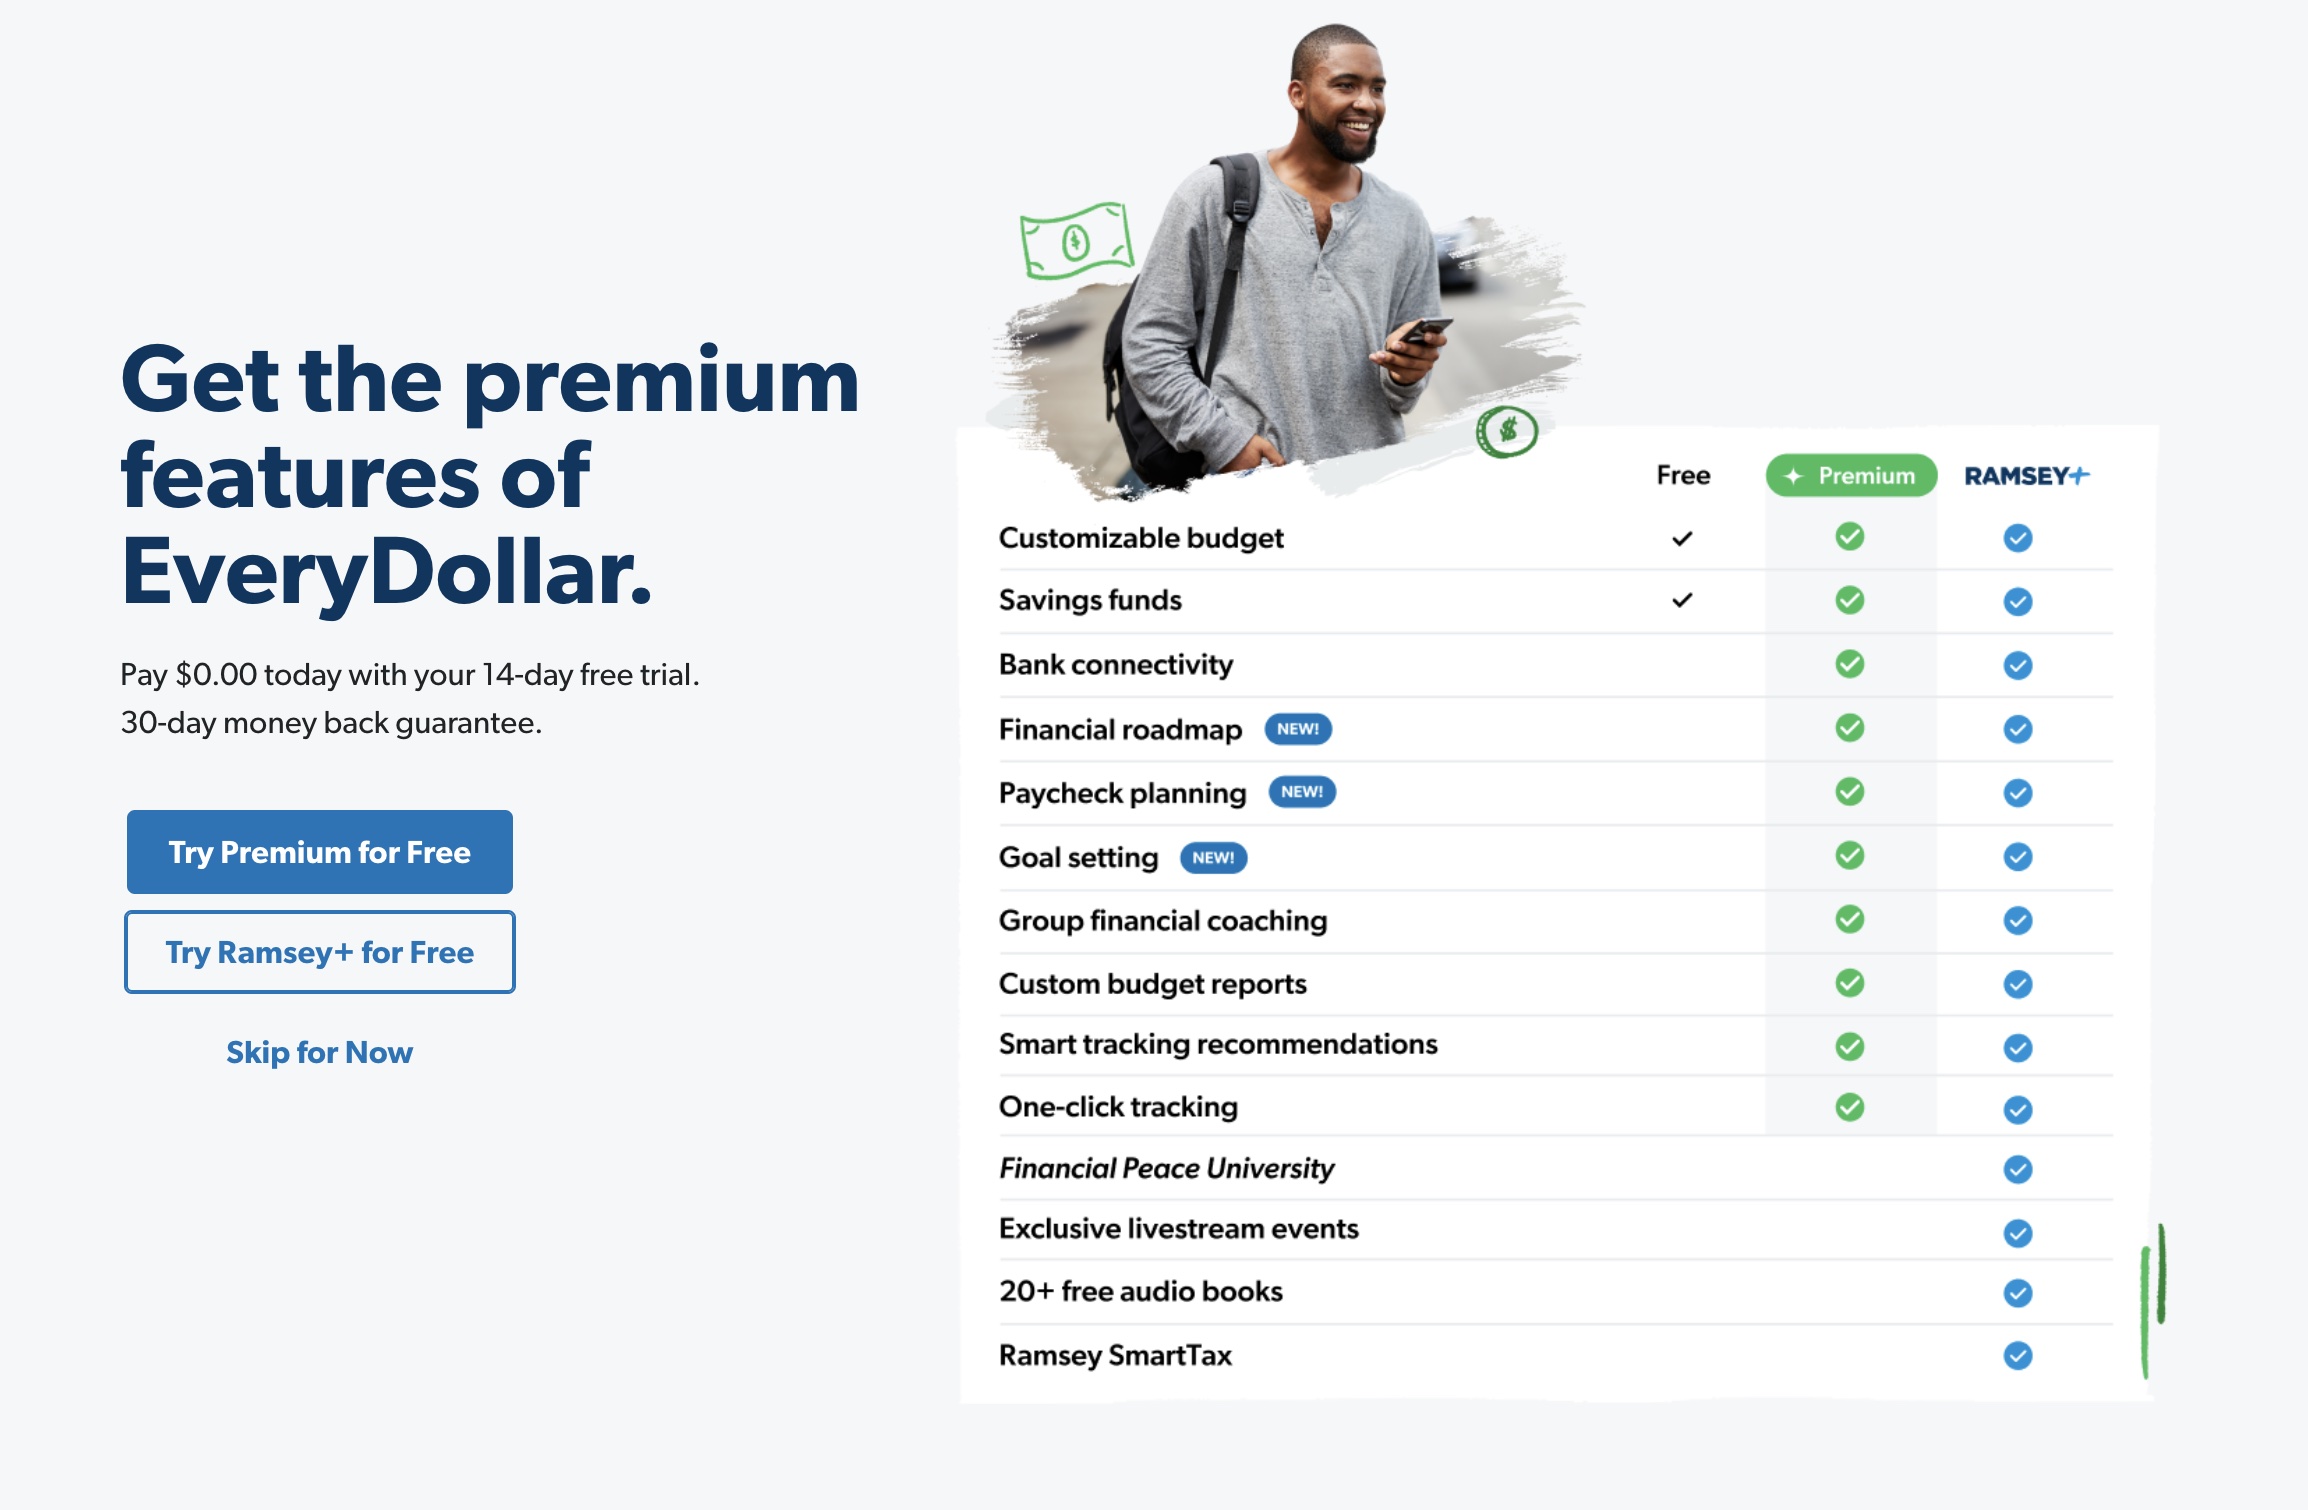 Get the premium
features of
EveryDollar.
Pay $0.00 today with your 14-day free trial.
30-day money back guarantee.
Try Premium for Free
Try Ramsey+ for Free
Skip for Now
$
$
Free Premium RAMSEY+
Customizable budget
Savings funds
Bank connectivity
Financial roadmap NEW!
Paycheck planning NEW!
Goal setting NEW!
Group financial coaching
Custom budget reports
Smart tracking recommendations
One-click tracking
Financial Peace University
Exclusive livestream events
20+ free audio books
Ramsey SmartTax